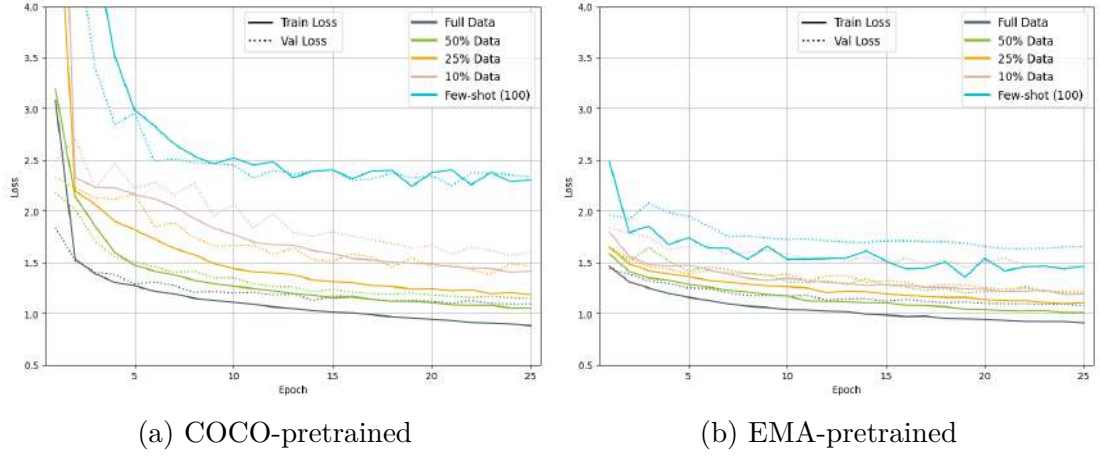 4.0
3.5
3.0
2.5
2.0
1.5
1.0
0.5
Loss
5
10
15
20
25
Epoch
Train Loss
Val Loss
Full Data
50% Data
25% Data
10% Data
Few-shot (100)
(a) COCO-pretrained
4.0
3.5
3.0
2.5
2.0
1.5
1.0
0.5
Loss
5
10
15
20
25
Epoch
Train Loss
Val Loss
Full Data
50% Data
25% Data
10% Data
Few-shot (100)
(b) EMA-pretrained